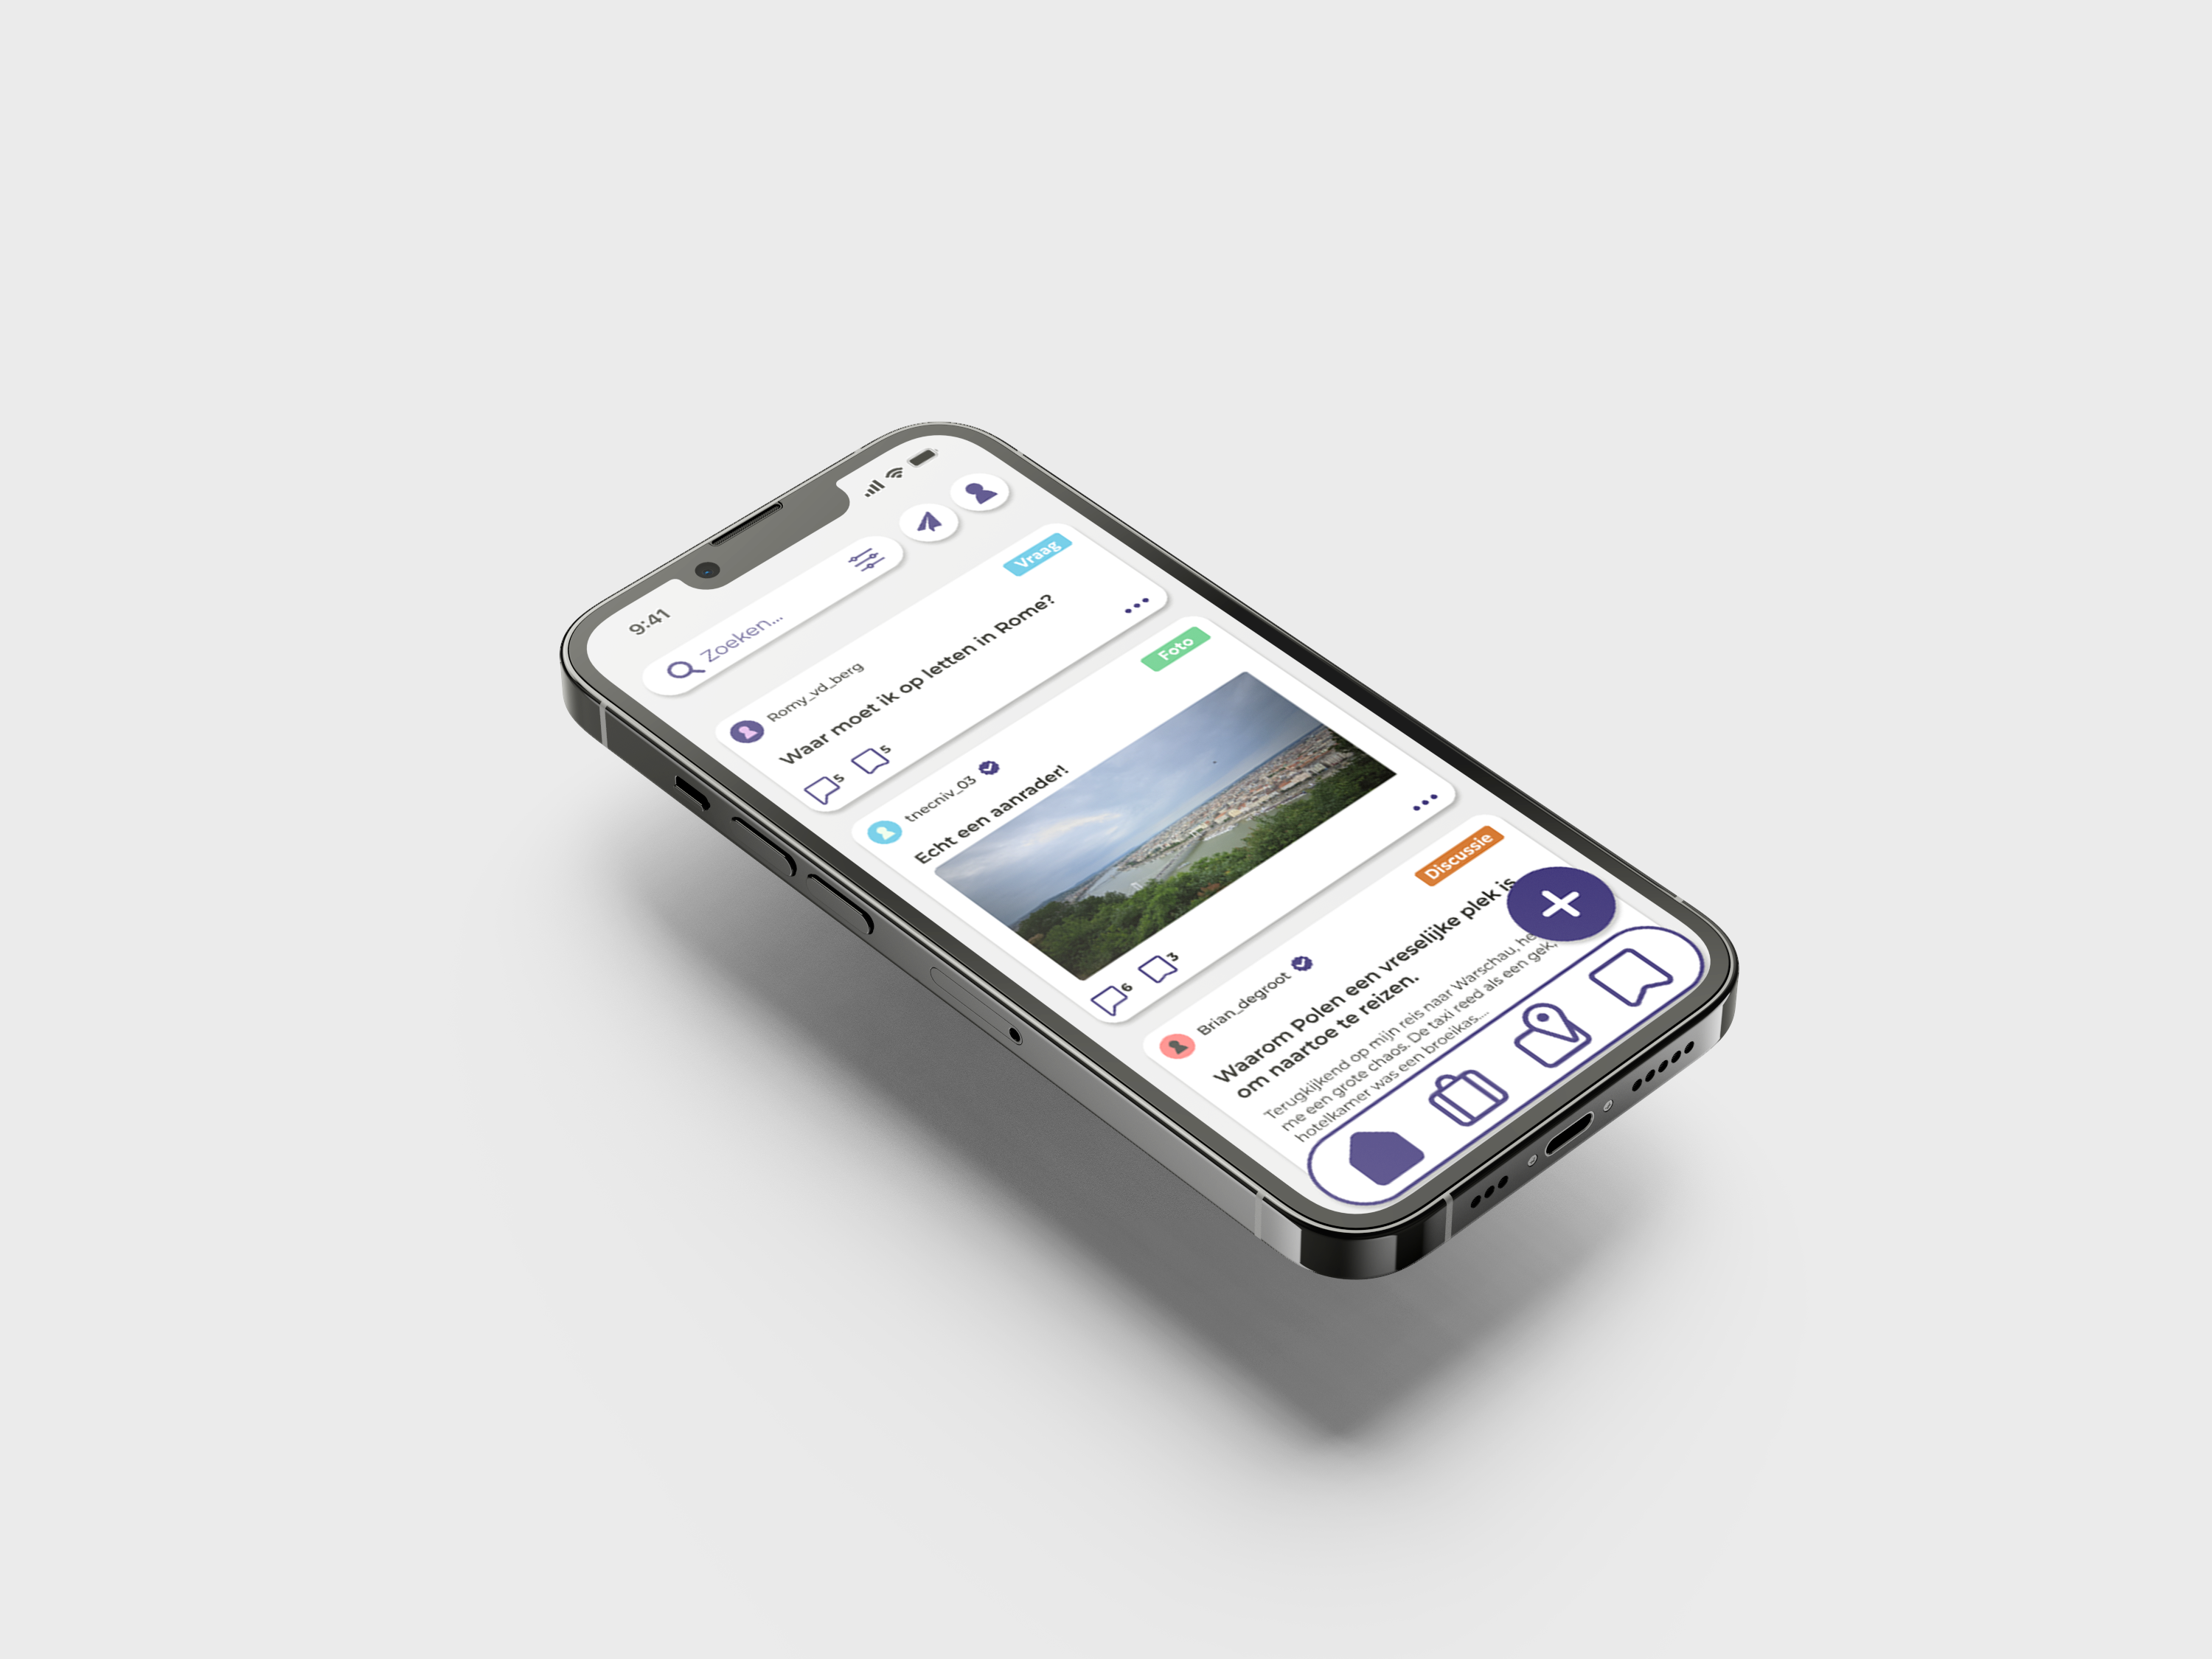 9:41
Zoeken...
Romy_vd_berg
Vraag
Waar moet ik op letten in Rome?
5
5
tnecniv_03
Foto
Echt een aanrader!
6
3
Brian_degroot
Discussie
Waarom Polen een vreselijke plek is
om naartoe te reizen.
Terugkijkend op mijn reis naar Warschau,
me een grote chaos. De taxi reed als een gek,
hotelkamer was een broeikas...